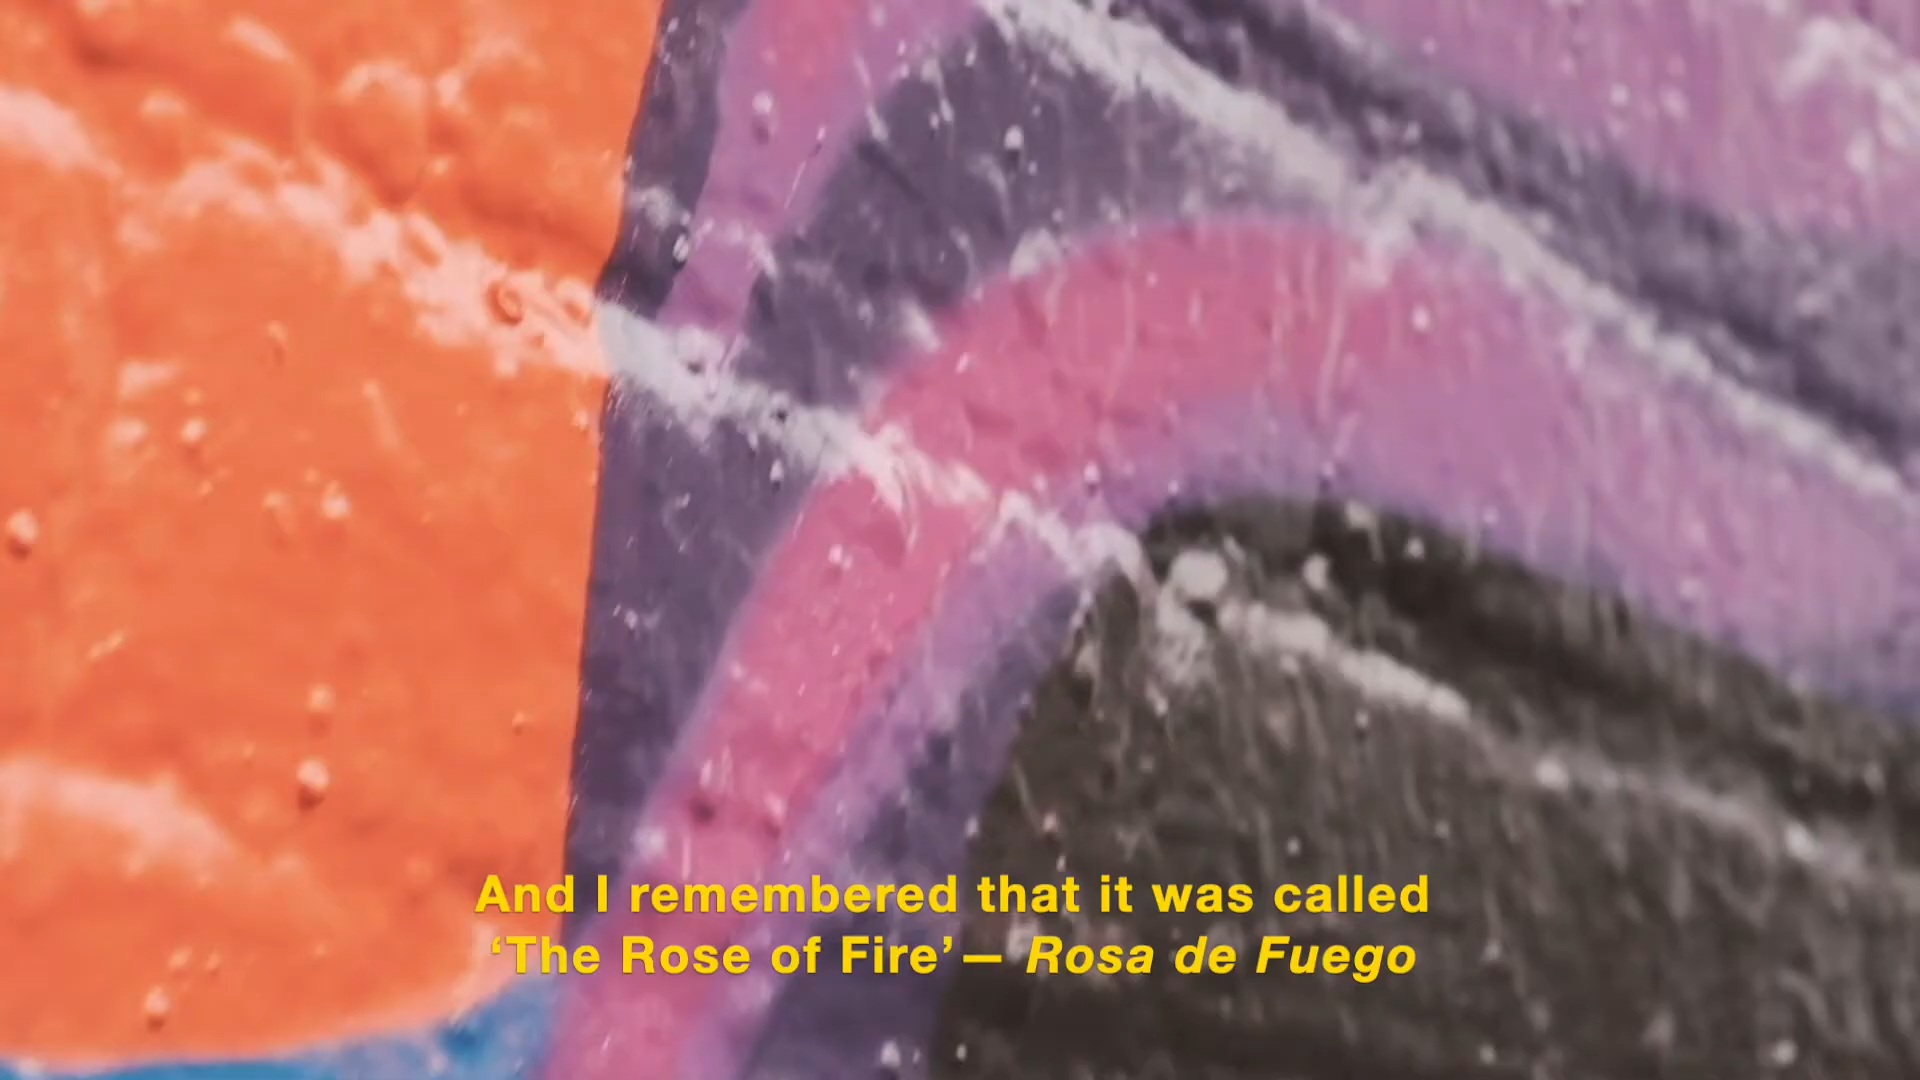 And I remembered that it was called
‘The Rose of Fire’— Rosa de Fuego